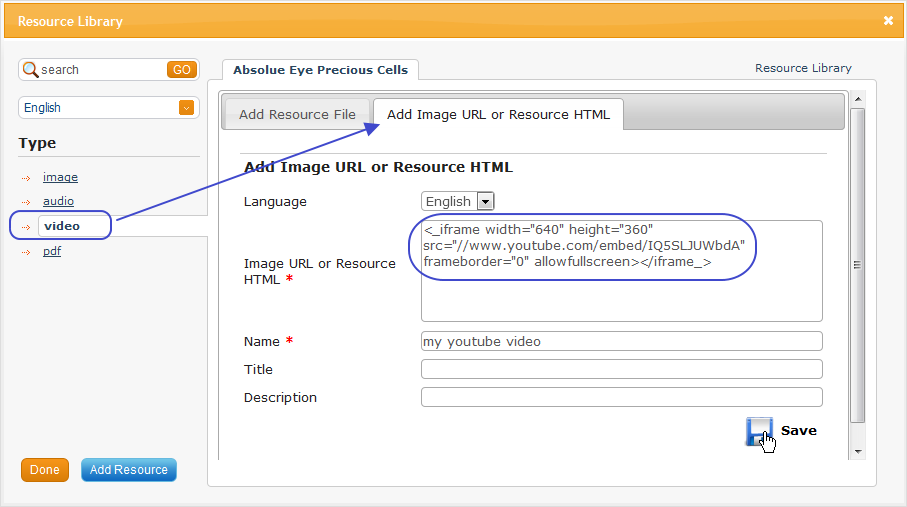 Resource Library
search GO
English
Type
image
audio
video
pdf
Done Add Resource
Absolue Eye Precious Cells
Resource Library
Add Resource File Add Image URL or Resource HTML
Add Image URL or Resource HTML
Language English
Image URL or Resource
HTML *
<_iframe width="640" height="360"
src="//www.youtube.com/embed/IQ5SLJUWbdA"
frameborder="0" allowfullscreen></iframe_>
Name * my youtube video
Title
Description
Save